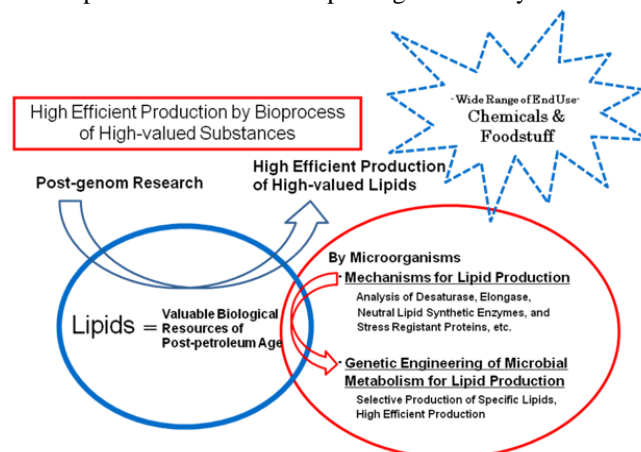 High Efficient Production by Bioprocess
of High-valued Substances
-Wide Range of End Use-
Chemicals &
Foodstuff
Post-genom Research
High Efficient Production
of High-valued Lipids
Lipids =
Valuable Biological
Resources of
Post-petroleum Age
By Microorganisms
· Mechanisms for Lipid Production
Analysis of Desaturase, Elongase,
Neutral Lipid Synthetic Enzymes, and
Stress Registant Proteins, etc.
· Genetic Engineering of Microbial
Metabolism for Lipid Production
Selective Production of Specific Lipids,
High Efficient Production